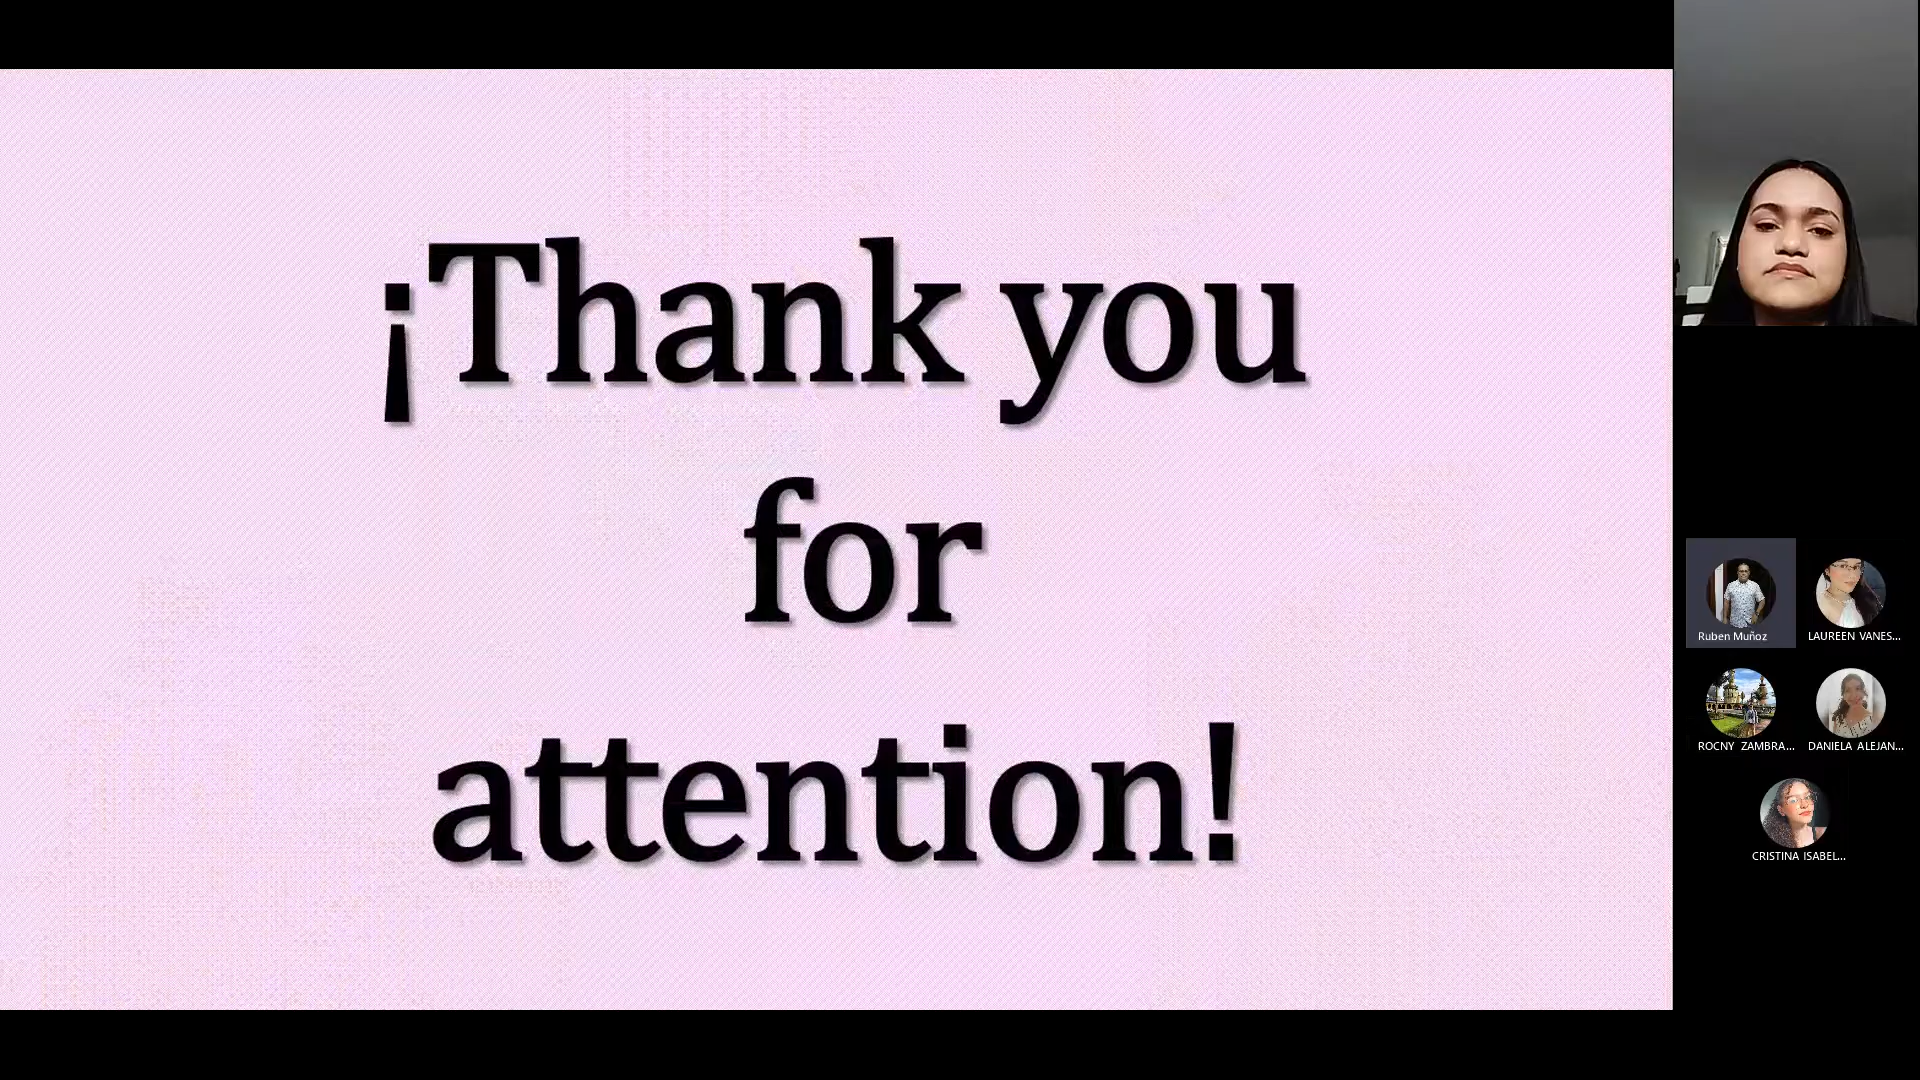 ¡Thank you
for
attention!
Ruben Muñoz
LAUREEN VANES...
ROCNY ZAMBRA...
DANIELA ALEJAN...
CRISTINA ISABEL...